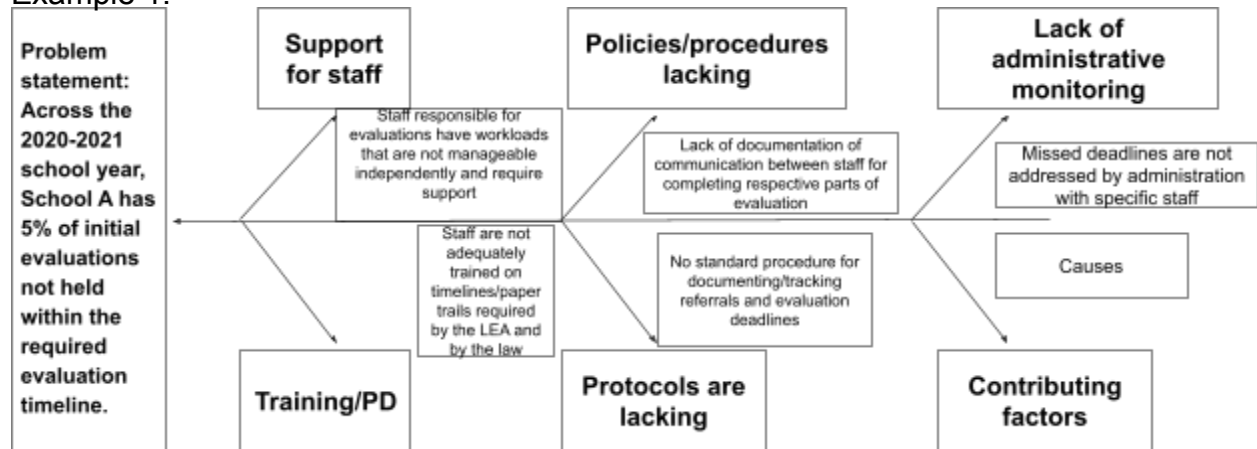 Example 1:
Problem
statement:
Across the
2020-2021
school year,
School A has
5% of initial
evaluations
not held
within the
required
evaluation
timeline.
Support
for staff
Policies/procedures
lacking
Lack of
administrative
monitoring
Staff responsible for
evaluations have workloads
that are not manageable
independently and require
support
Lack of documentation of
communication between staff for
completing respective parts of
evaluation
Missed deadlines are not
addressed by administration
with specific staff
Staff are not
adequately
trained on
timelines/paper
trails required
by the LEA and
by the law
No standard procedure for
documenting/tracking
referrals and evaluation
deadlines
Causes
Training/PD
Protocols are
lacking
Contributing
factors